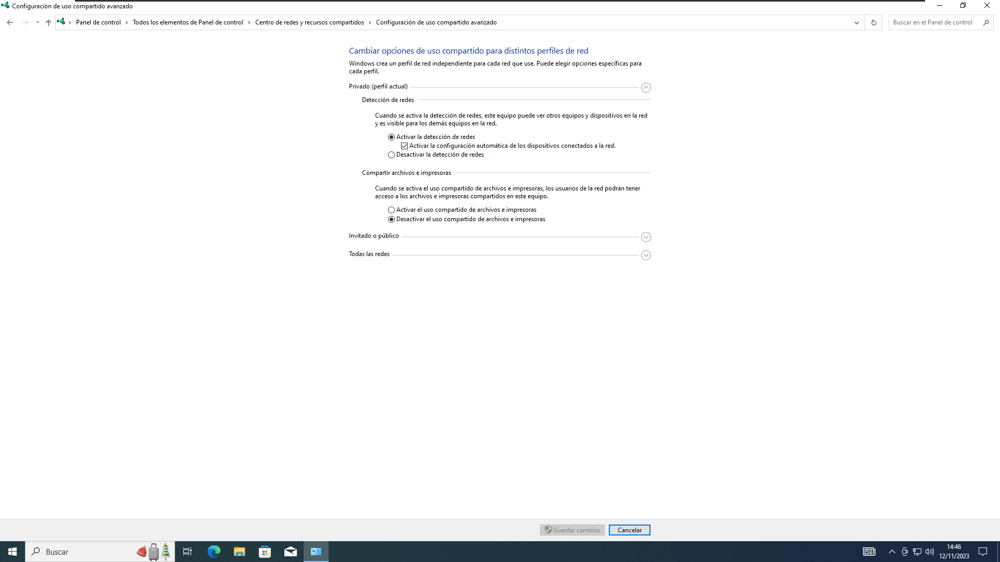 Configuración de uso compartido avanzado
Panel de control
Todos los elementos de Panel de control
Centro de redes y recursos compartidos
Configuración de uso compartido avanzado
Buscar en el Panel de control
Cambiar opciones de uso compartido para distintos perfiles de red
Windows crea un perfil de red independiente para cada red que use. Puede elegir opciones específicas para
cada perfil.
Privado (perfil actual)
Detección de redes
Cuando se activa la detección de redes, este equipo puede ver otros equipos y dispositivos en la red
y es visible para los demás equipos en la red.
Activar la detección de redes
Activar la configuración automática de los dispositivos conectados a la red.
Desactivar la detección de redes
Compartir archivos e impresoras
Cuando se activa el uso compartido de archivos e impresoras, los usuarios de la red podrán tener
acceso a los archivos e impresoras compartidos en este equipo.
Activar el uso compartido de archivos e impresoras
Desactivar el uso compartido de archivos e impresoras
Invitado o público
Todas las redes
Guardar cambios
Cancelar
Buscar
14:46
12/11/2023